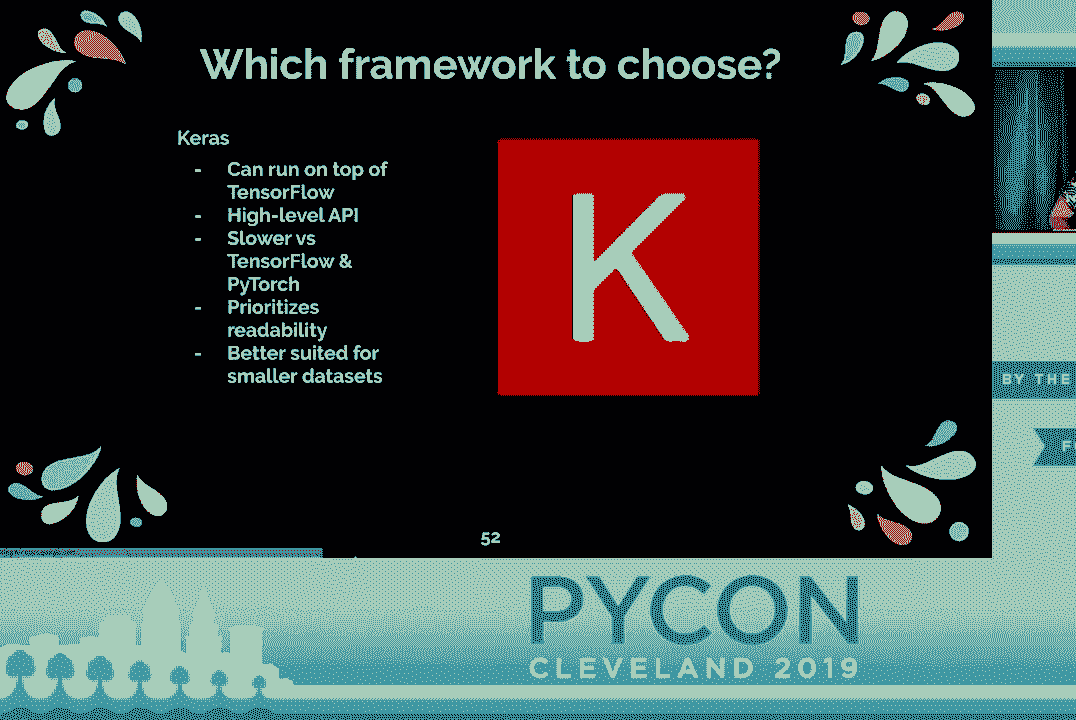 Which framework to choose?
Keras
- Can run on top of
TensorFlow
- High-level API
- Slower vs
TensorFlow &
PyTorch
- Prioritizes
readability
- Better suited for
smaller datasets
K
52
BY THE
PYCON
CLEVELAND 2019